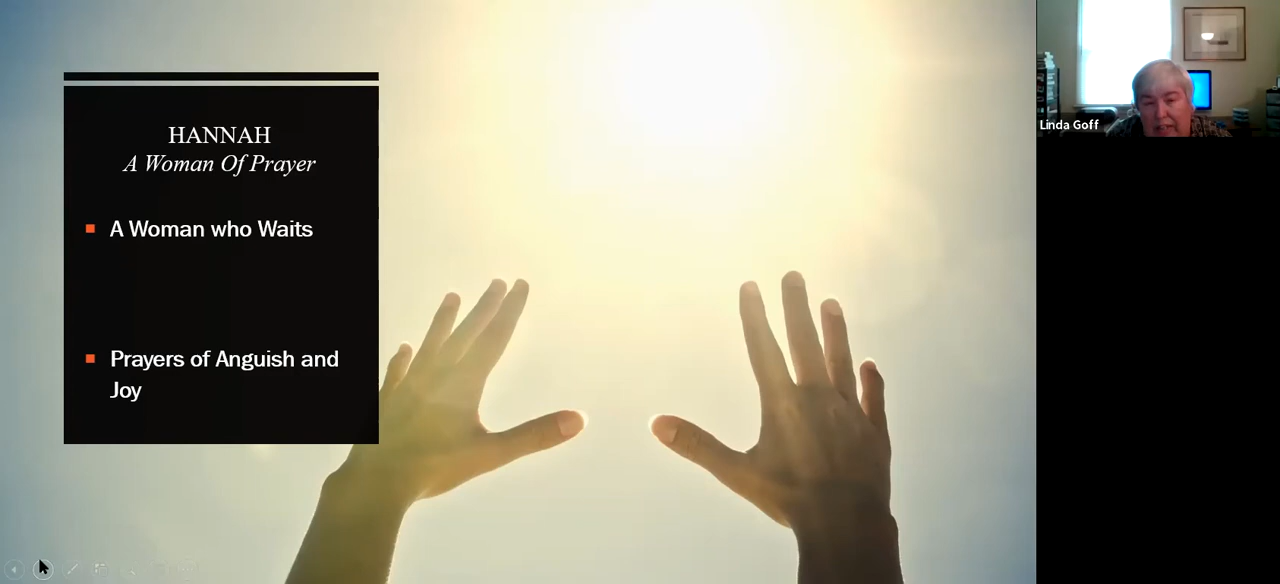 HANNAH
A Woman Of Prayer
A Woman who Waits
Prayers of Anguish and
Joy
Linda Goff